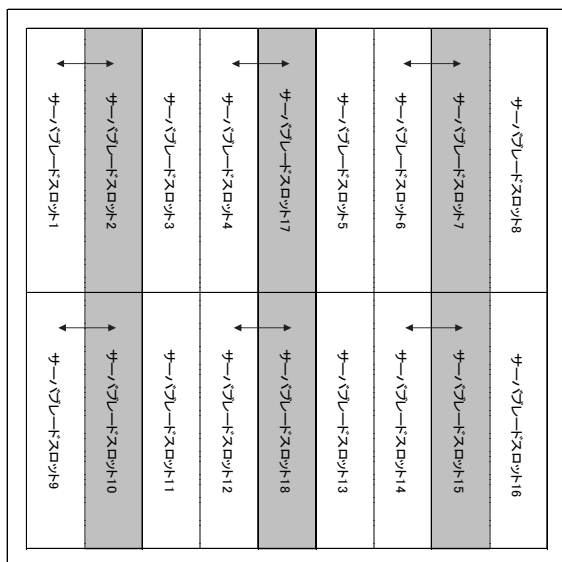 サーバブレードスロット1
サーバブレードスロット2
サーバブレードスロット3
サーバブレードスロット4
サーバブレードスロット17
サーバブレードスロット5
サーバブレードスロット6
サーバブレードスロット7
サーバブレードスロット8
サーバブレードスロット9
サーバブレードスロット10
サーバブレードスロット11
サーバブレードスロット12
サーバブレードスロット18
サーバブレードスロット13
サーバブレードスロット14
サーバブレードスロット15
サーバブレードスロット16